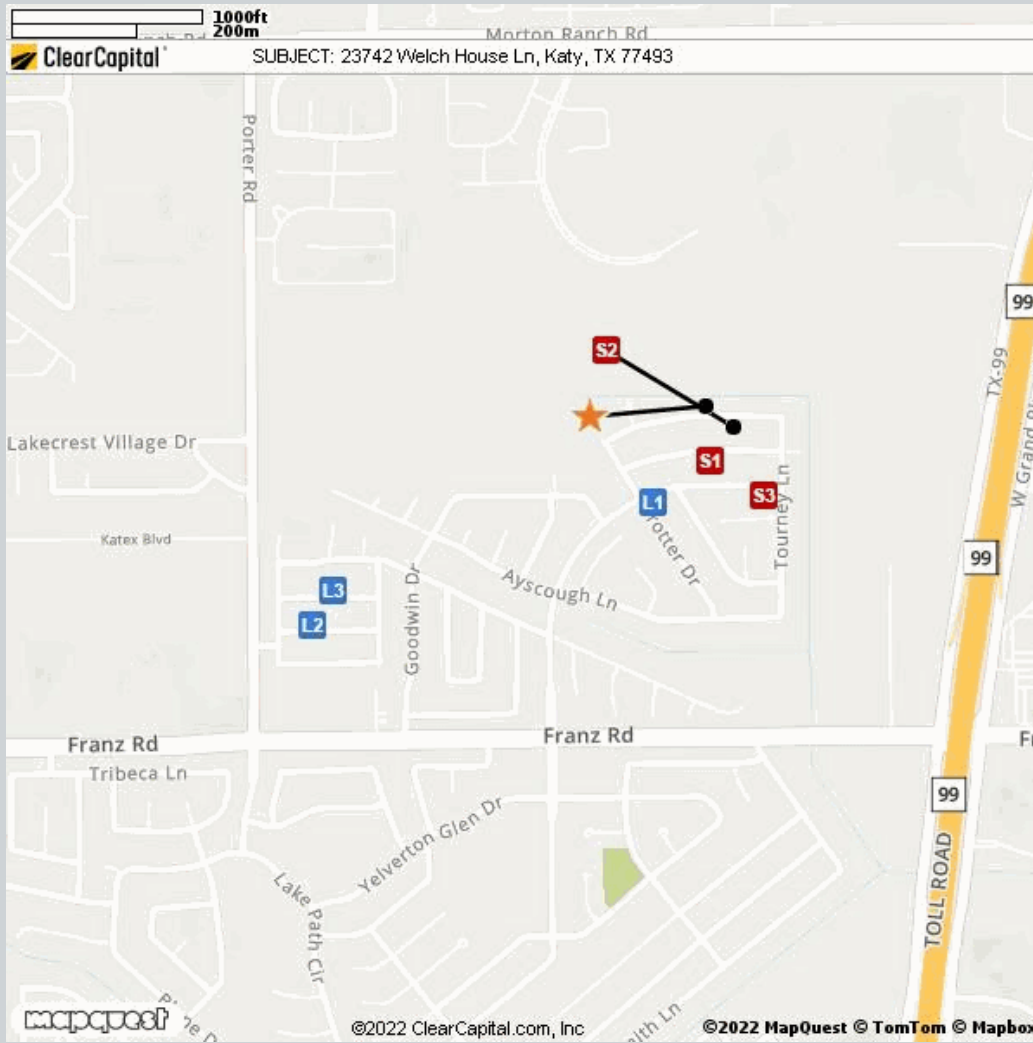 1000ft
200m
Morton Ranch Rd
ClearCapital
SUBJECT: 23742 Welch House Ln, Katy, TX 77493
Porter Rd
99
TX-99
S2
Lakecrest Village Dr
S1
S3
L1
Tourney Ln
Katex Blvd
99
L3
Ayscough Ln
L2
Goodwin Dr
Franz Rd
Franz Rd
Tribeca Ln
99
Yelverton Glen Dr
Lake Path Cir
TOLL ROAD
mapquest
©2022 ClearCapital.com, Inc
©2022 MapQuest © TomTom © Mapbox